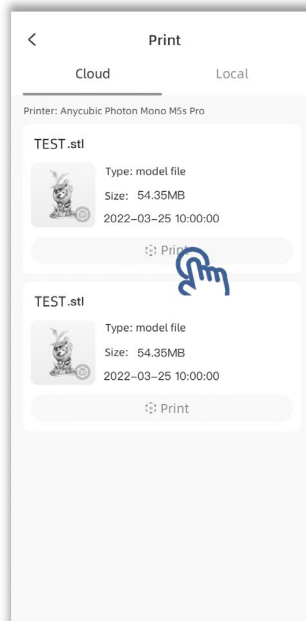 Print
Cloud
Local
Printer: Anycubic Photon Mono M5s Pro
TEST.stl
Type: model file
Size: 54.35MB
2022-03-25 10:00:00
Print
TEST.stl
Type: model file
Size: 54.35MB
2022-03-25 10:00:00
Print